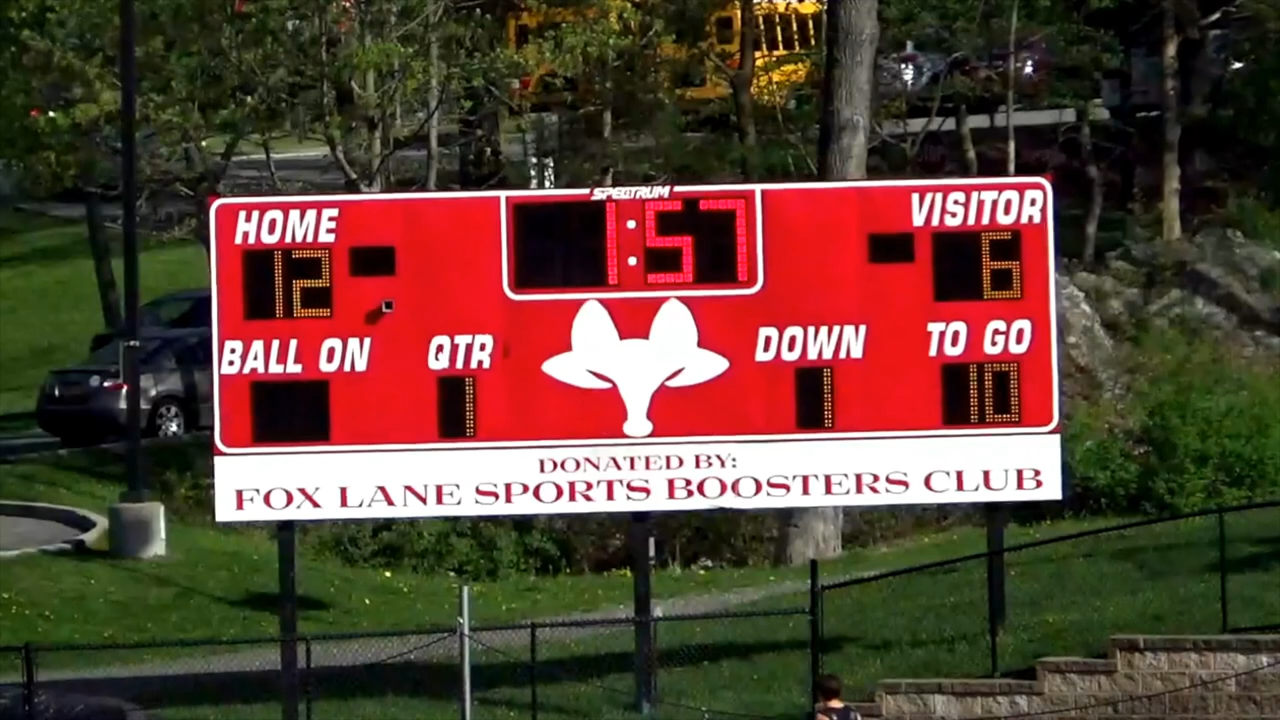 SPECTRUM
HOME 1:57 VISITOR
12 6
BALL ON QTR DOWN TO GO
1 1 10
DONATED BY:
FOX LANE SPORTS BOOSTERS CLUB